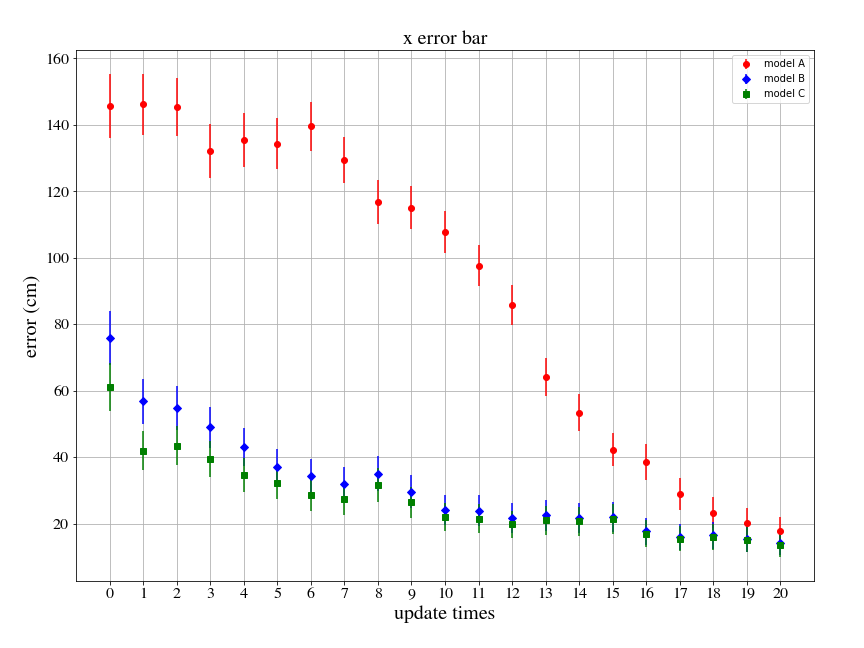 x error bar
model A
model B
model C
error (cm)
160
140
120
100
80
60
40
20
0 1 2 3 4 5 6 7 8 9 10 11 12 13 14 15 16 17 18 19 20
update times